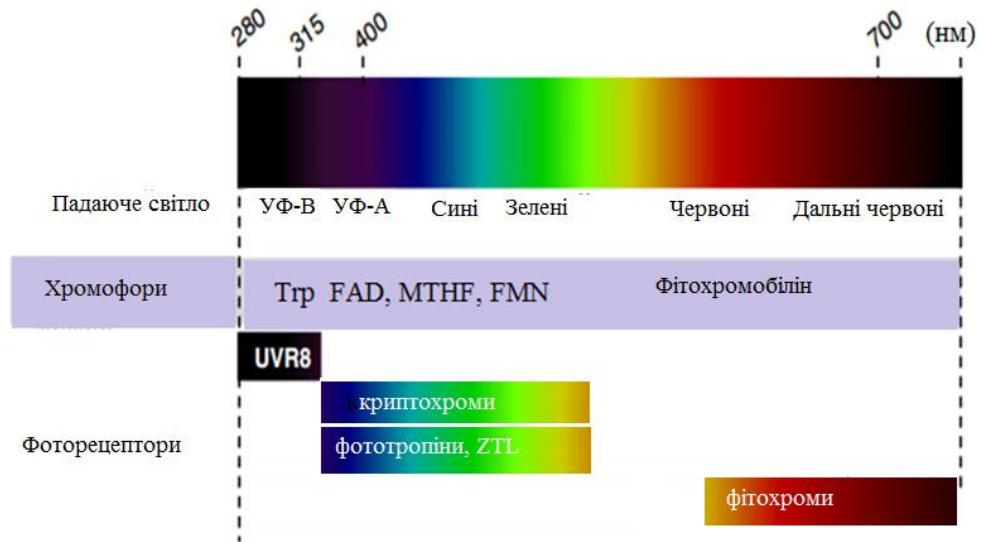 280 315 400 700 (нм)
Падаюче світло УФ-В УФ-А Сині Зелені Червоні Дальні червоні
Хромофори Trp FAD, MTHF, FMN Фітохромобілін
UVR8
ккриптохроми
Фоторецептори фототропіни, ZTL
фітохроми